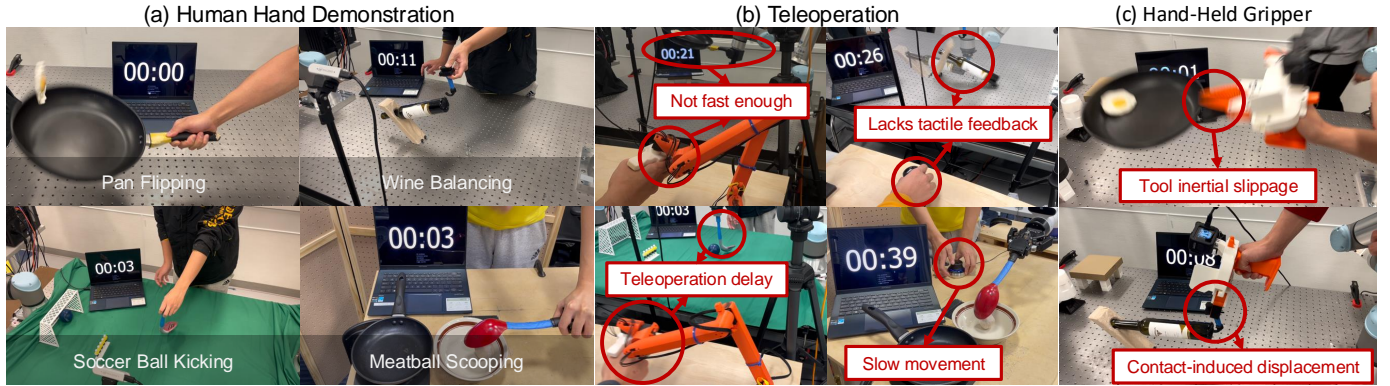 (a) Human Hand Demonstration
(b) Teleoperation
(c) Hand-Held Gripper
00:00
Pan Flipping
00:11
Wine Balancing
00:21
Not fast enough
00:26
Lacks tactile feedback
:01
Tool inertial slippage
00:03
Soccer Ball Kicking
00:03
Meatball Scooping
00:03
Teleoperation delay
00:39
Slow movement
00:08
Contact-induced displacement